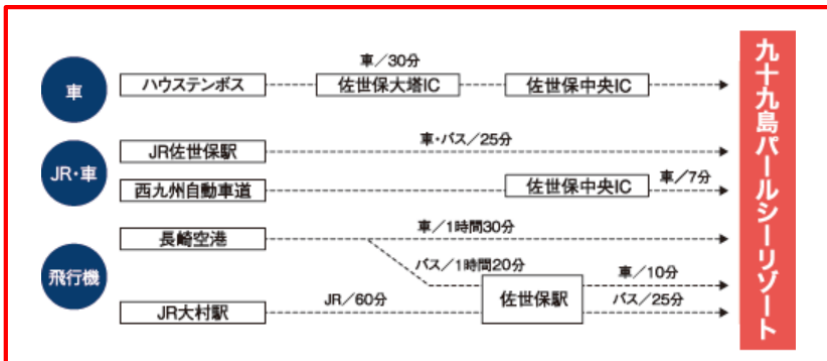 車/30分
車
ハウステンボス
佐世保大塔IC
佐世保中央IC
JR・車
JR佐世保駅
車・バス/25分
西九州自動車道
佐世保中央IC
車/7分
飛行機
長崎空港
車/1時間30分
バス/1時間20分
佐世保駅
車/10分
JR大村駅
JR/60分
バス/25分
九十九島パールシーリゾート